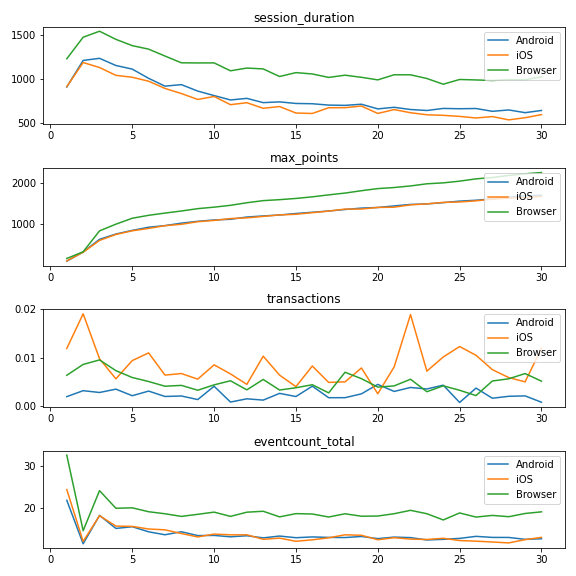 session_duration
1500
1000
500
Android
iOS
Browser
0 5 10 15 20 25 30
max_points
2000
1000
Android
iOS
Browser
0 5 10 15 20 25 30
transactions
0.02
0.01
0.00
Android
iOS
Browser
0 5 10 15 20 25 30
eventcount_total
30
20
Android
iOS
Browser
0 5 10 15 20 25 30